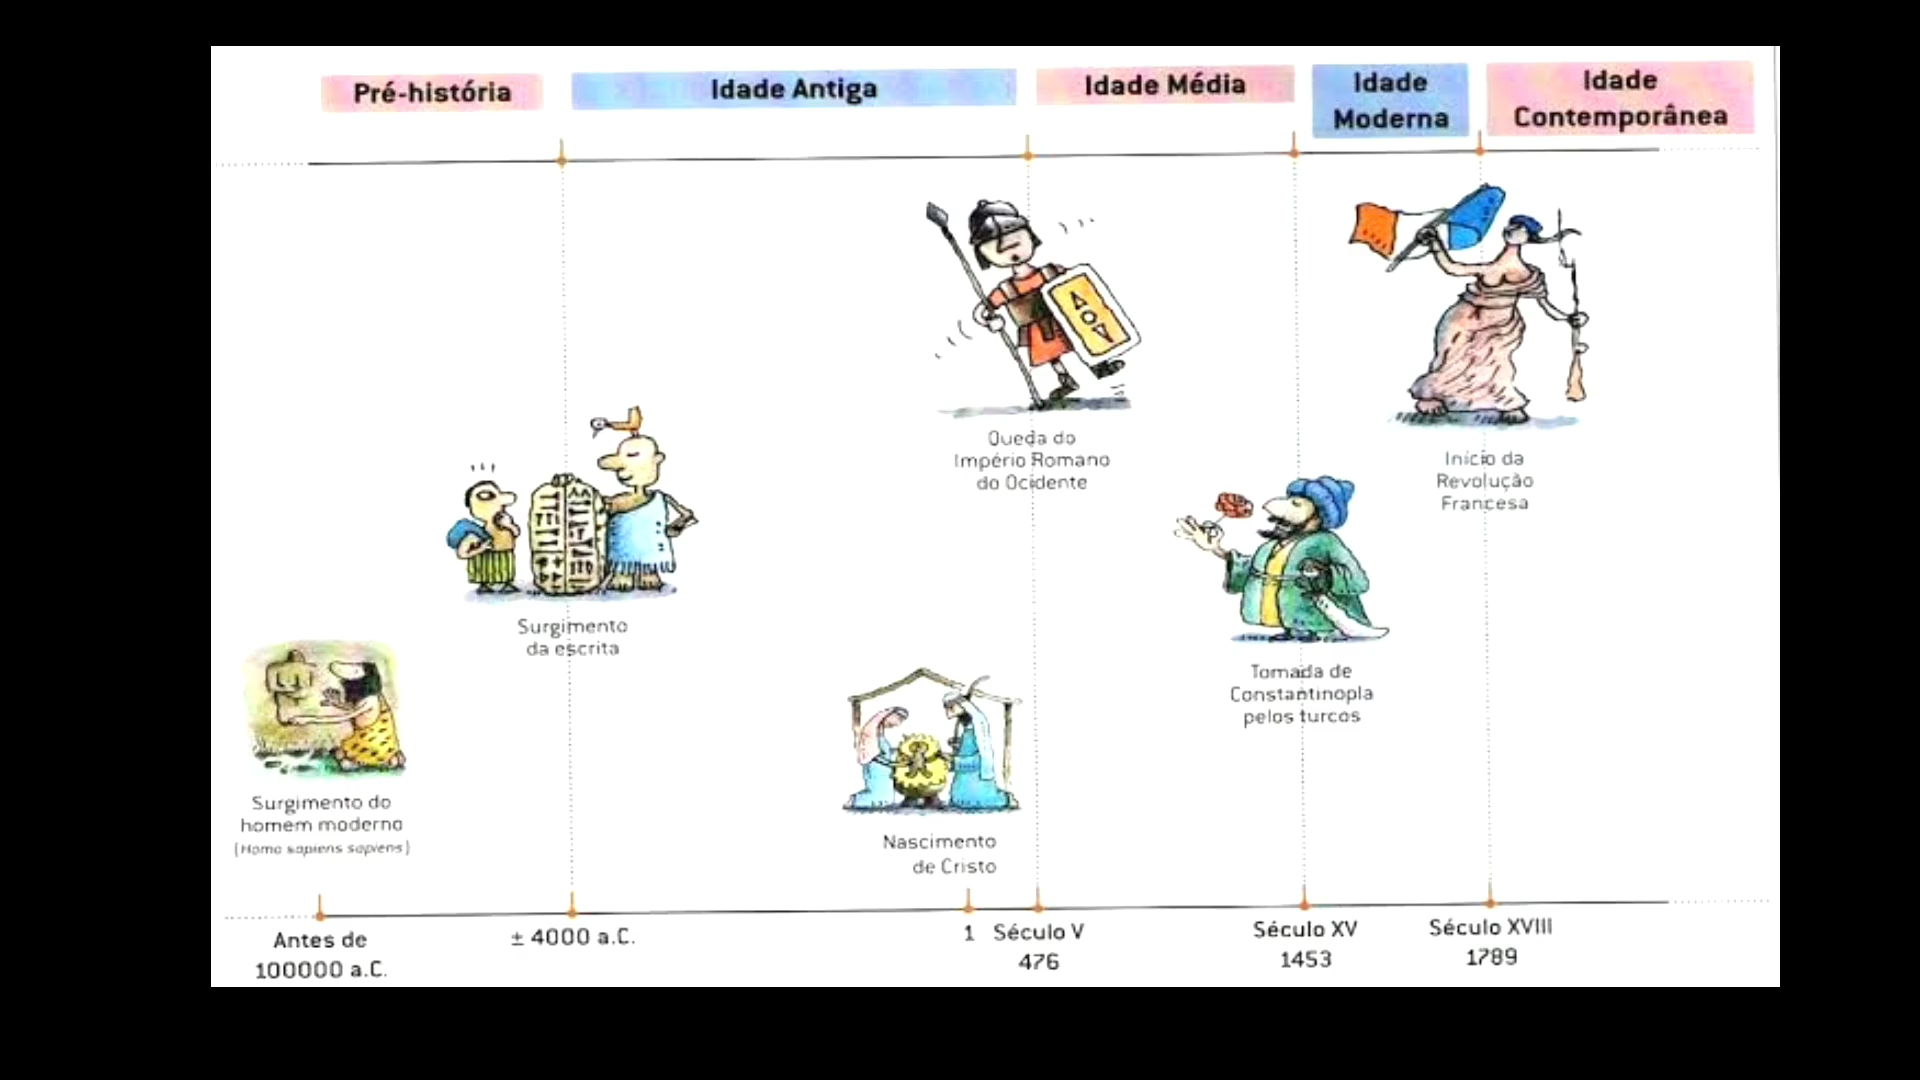 Pré-história
Idade Antiga
Idade Média
Idade
Moderna
Idade
Contemporânea
Queda do
Império Romano
do Ocidente
Início da
Revolução
Francesa
Surgimento
da escrita
Tomada de
Constantinopla
pelos turcos
Surgimento do
homem moderno
(Homo sapiens sapiens)
Nascimento
de Cristo
Antes de
100000 a.C.
± 4000 a.C.
1
Século V
476
Século XV
1453
Século XVIII
1789